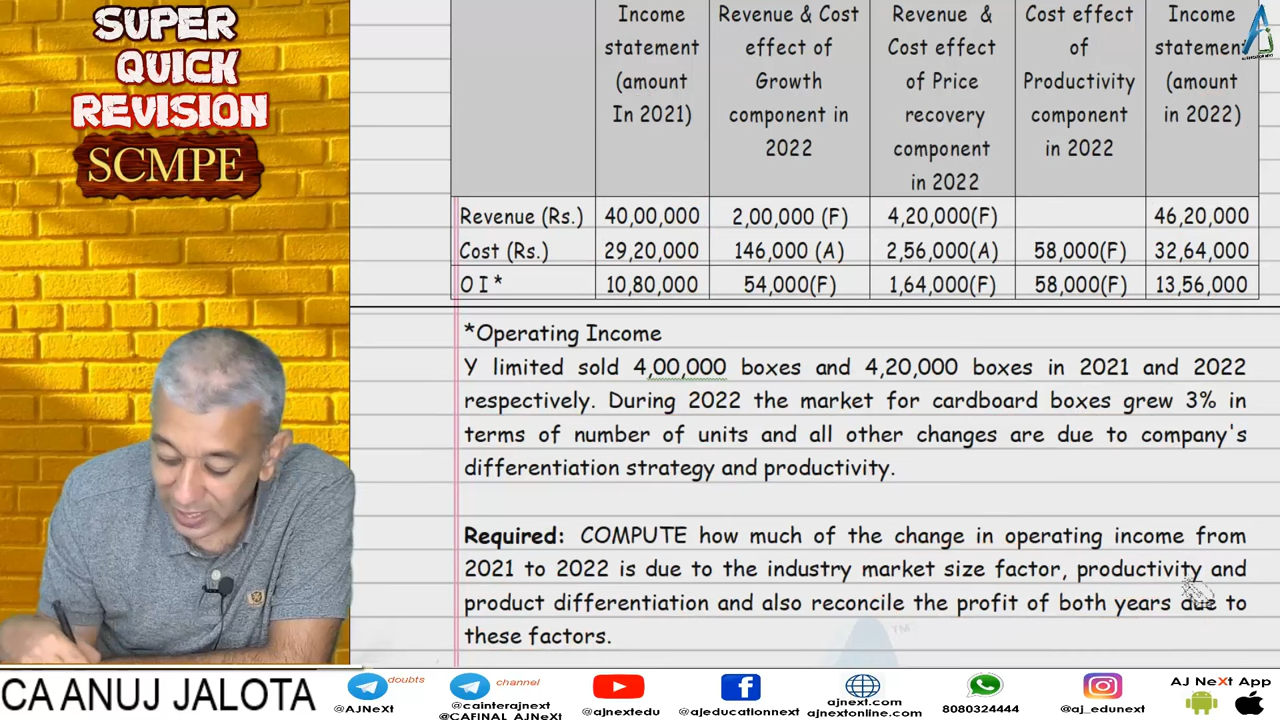 SUPER
QUICK
REVISION
SCMPE
Income statement (amount In 2021)
Revenue & Cost effect of Growth component in 2022
Revenue & Cost effect of Price recovery component in 2022
Cost effect of Productivity component in 2022
Income statement (amount in 2022)
Revenue (Rs.) 40,00,000 2,00,000 (F) 4,20,000(F) 46,20,000
Cost (Rs.) 29,20,000 146,000 (A) 2,56,000(A) 58,000(F) 32,64,000
O I * 10,80,000 54,000(F) 1,64,000(F) 58,000(F) 13,56,000
*Operating Income
Y limited sold 4,00,000 boxes and 4,20,000 boxes in 2021 and 2022
respectively. During 2022 the market for cardboard boxes grew 3% in
terms of number of units and all other changes are due to company's
differentiation strategy and productivity.
Required: COMPUTE how much of the change in operating income from
2021 to 2022 is due to the industry market size factor, productivity and
product differentiation and also reconcile the profit of both years due to
these factors.
TM
CA ANUJ JALOTA
doubts
@AJNeXt
channel
@cainterajnext
@CAFINAL_AJNeXt
@ajnextedu
@ajeducationnext
ajnext.com
ajnextonline.com
8080324444
@aj_edunext
AJ NeXt App